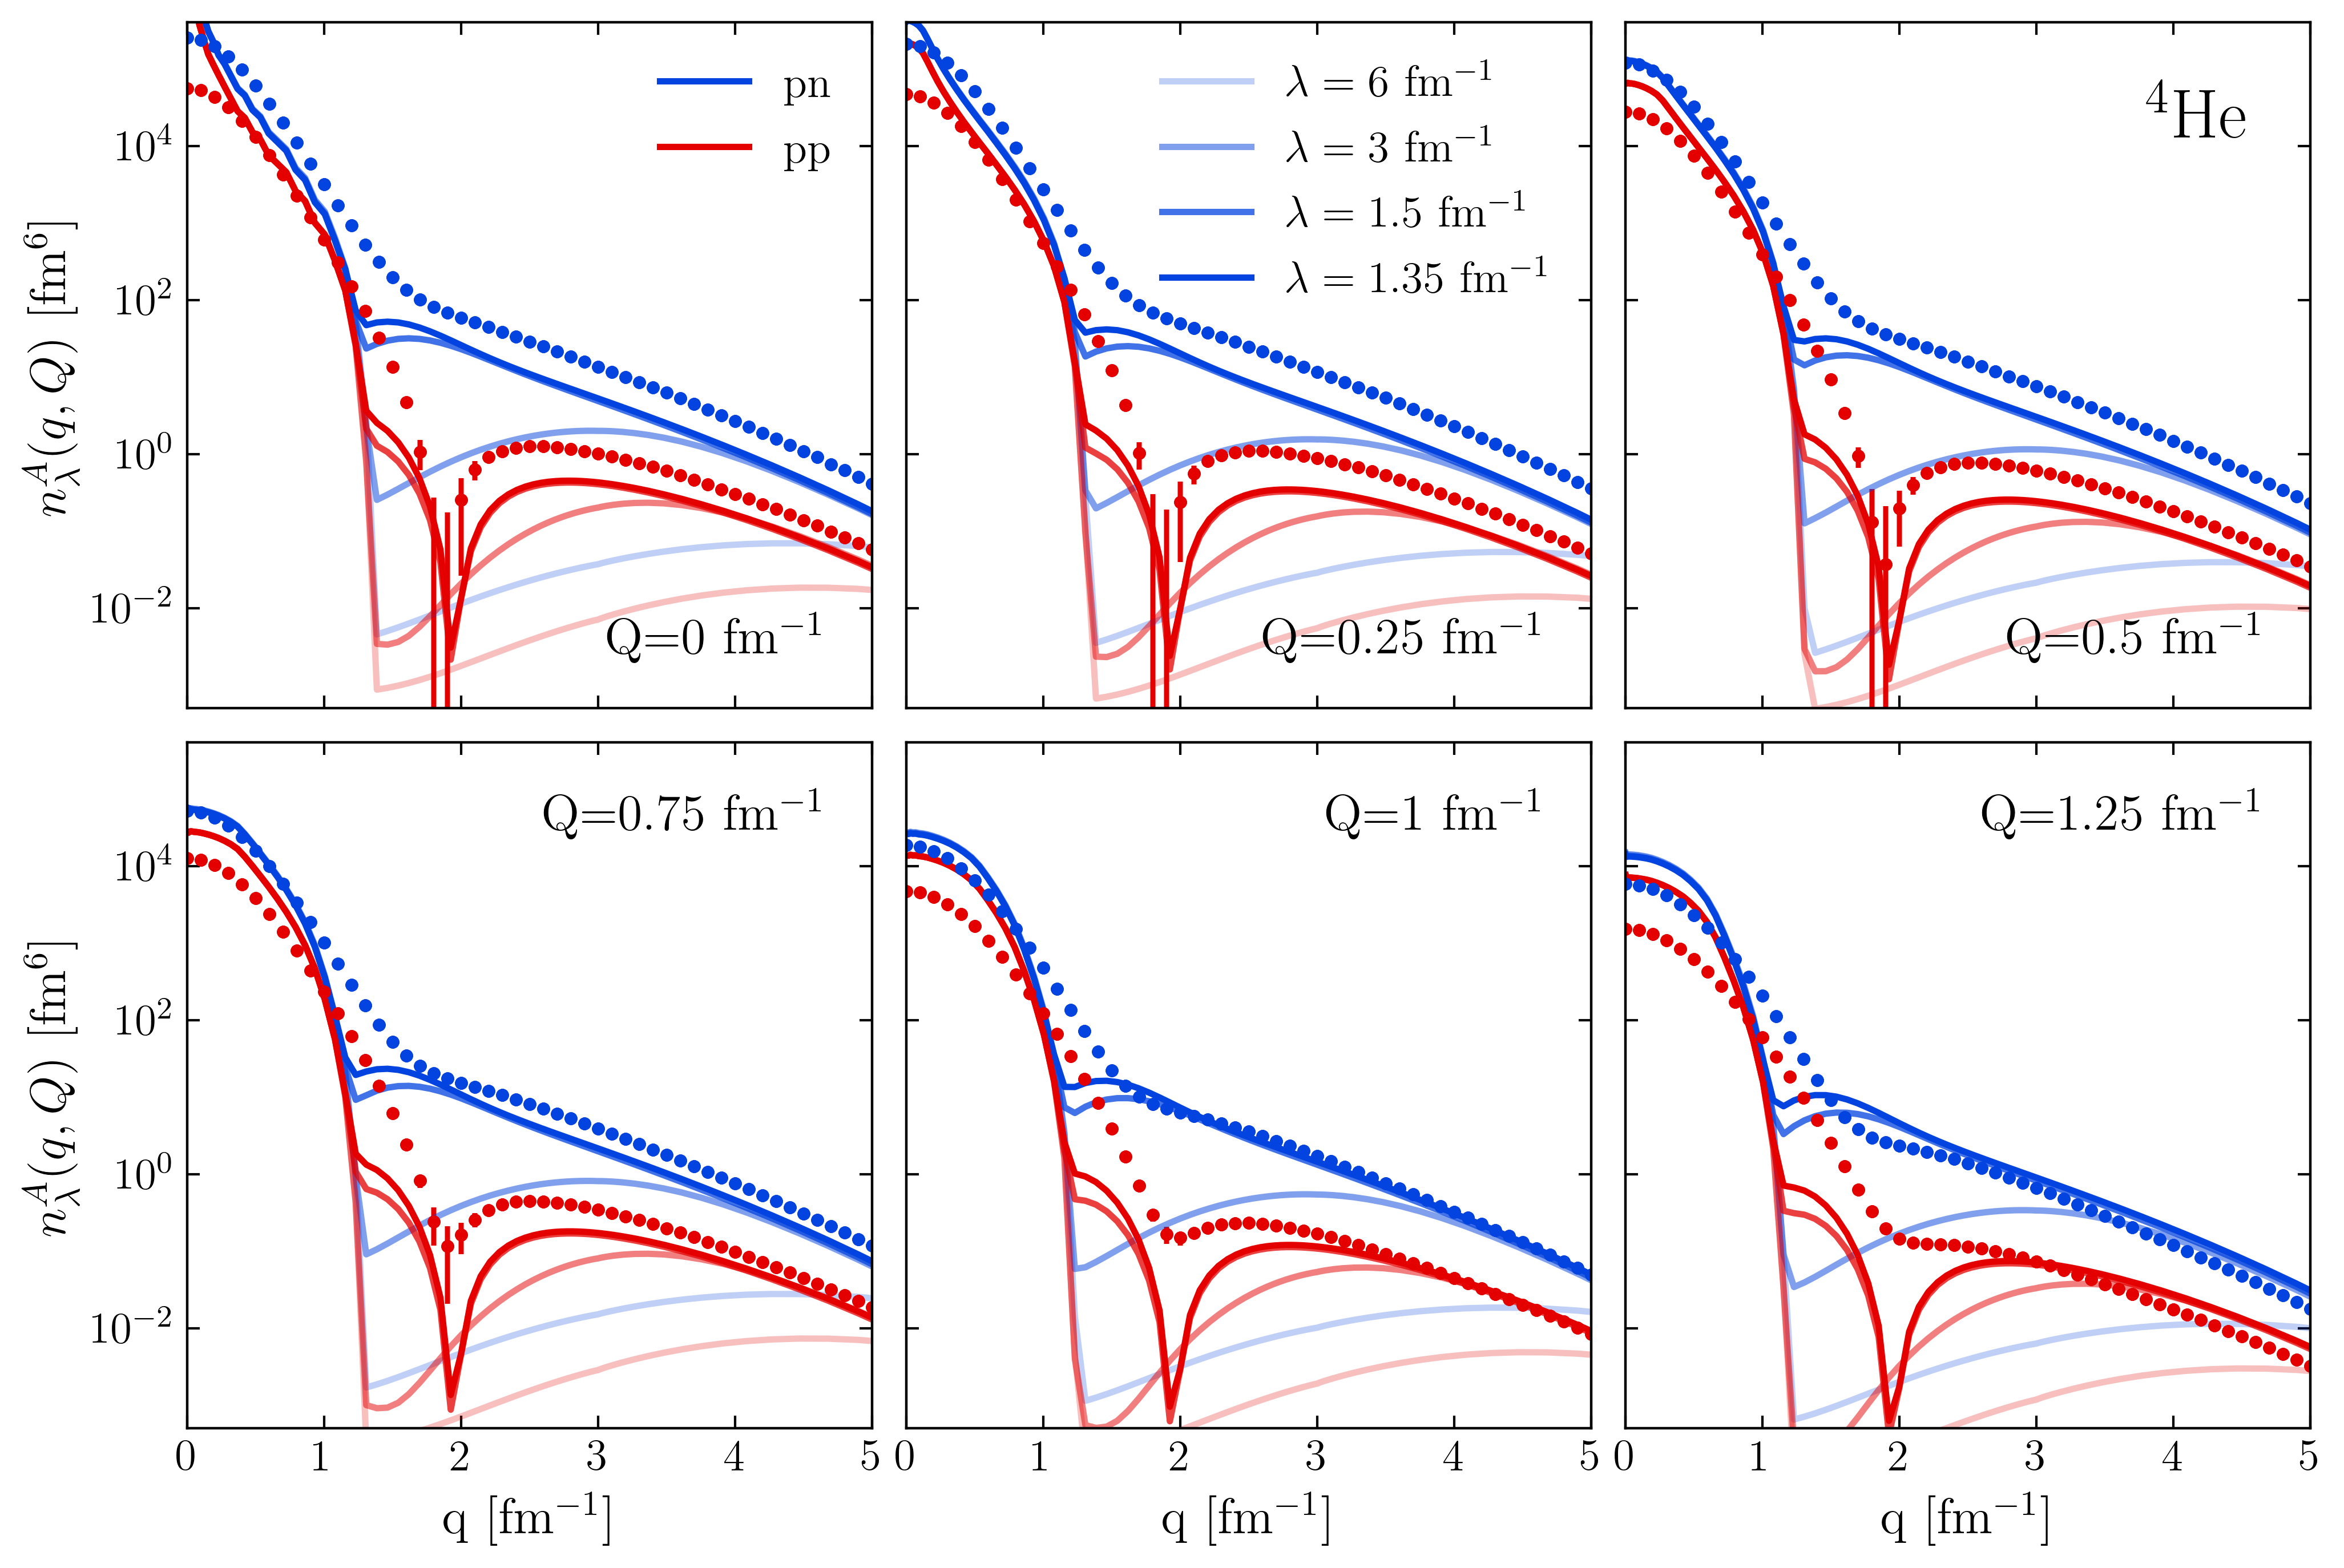 pn
pp
10⁴
10²
10⁰
10⁻²
n_λ^A(q, Q) [fm⁶]
Q=0 fm⁻¹
λ = 6 fm⁻¹
λ = 3 fm⁻¹
λ = 1.5 fm⁻¹
λ = 1.35 fm⁻¹
Q=0.25 fm⁻¹
⁴He
Q=0.5 fm⁻¹
Q=0.75 fm⁻¹
10⁴
10²
10⁰
10⁻²
n_λ^A(q, Q) [fm⁶]
Q=1 fm⁻¹
Q=1.25 fm⁻¹
0 1 2 3 4 5
0 1 2 3 4 5
0 1 2 3 4 5
q [fm⁻¹]
q [fm⁻¹]
q [fm⁻¹]